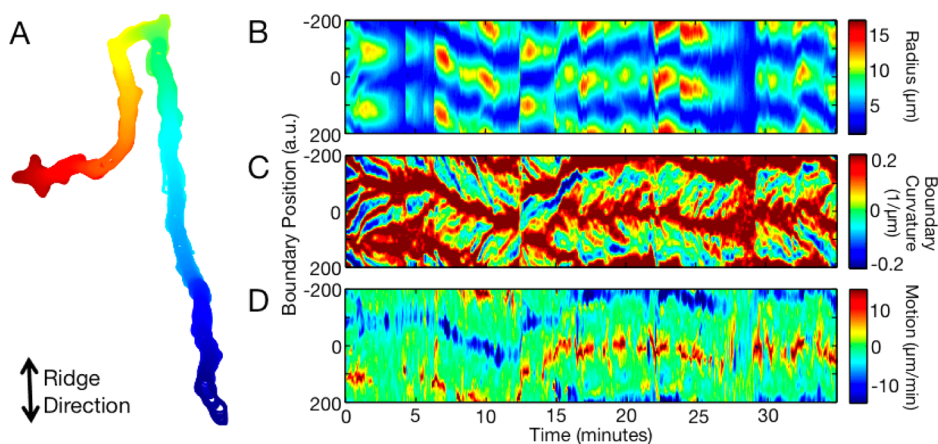 A
Ridge
Direction
B
C
D
Boundary Position (a.u.)
-200
0
200
-200
0
200
-200
0
200
0
5
10
15
20
25
30
Time (minutes)
15
10
5
Radius (μm)
0.2
0
-0.2
Boundary
Curvature
(1/μm)
10
0
-10
Motion (μm/min)